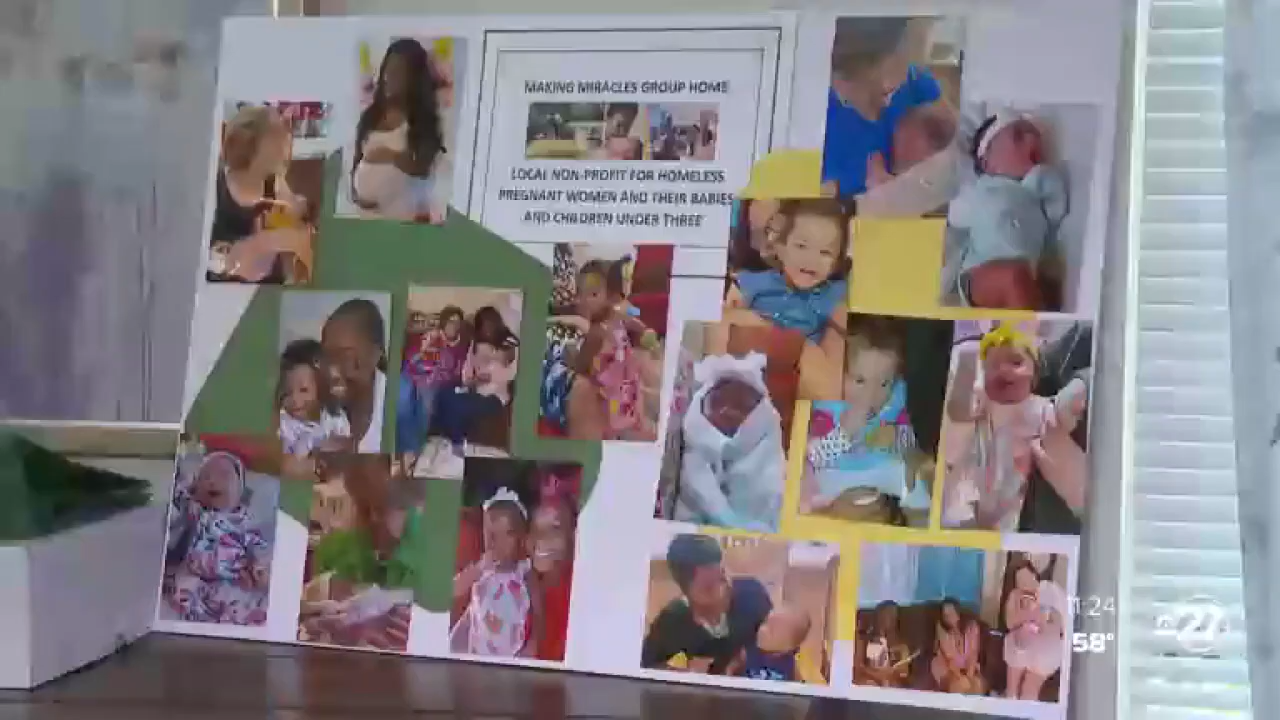 MAKING MIRACLES GROUP HOME
LOCAL NON-PROFIT FOR HOMELESS
PREGNANT WOMEN AND THEIR BABIES
AND CHILDREN UNDER THREE
11:24
58°
27